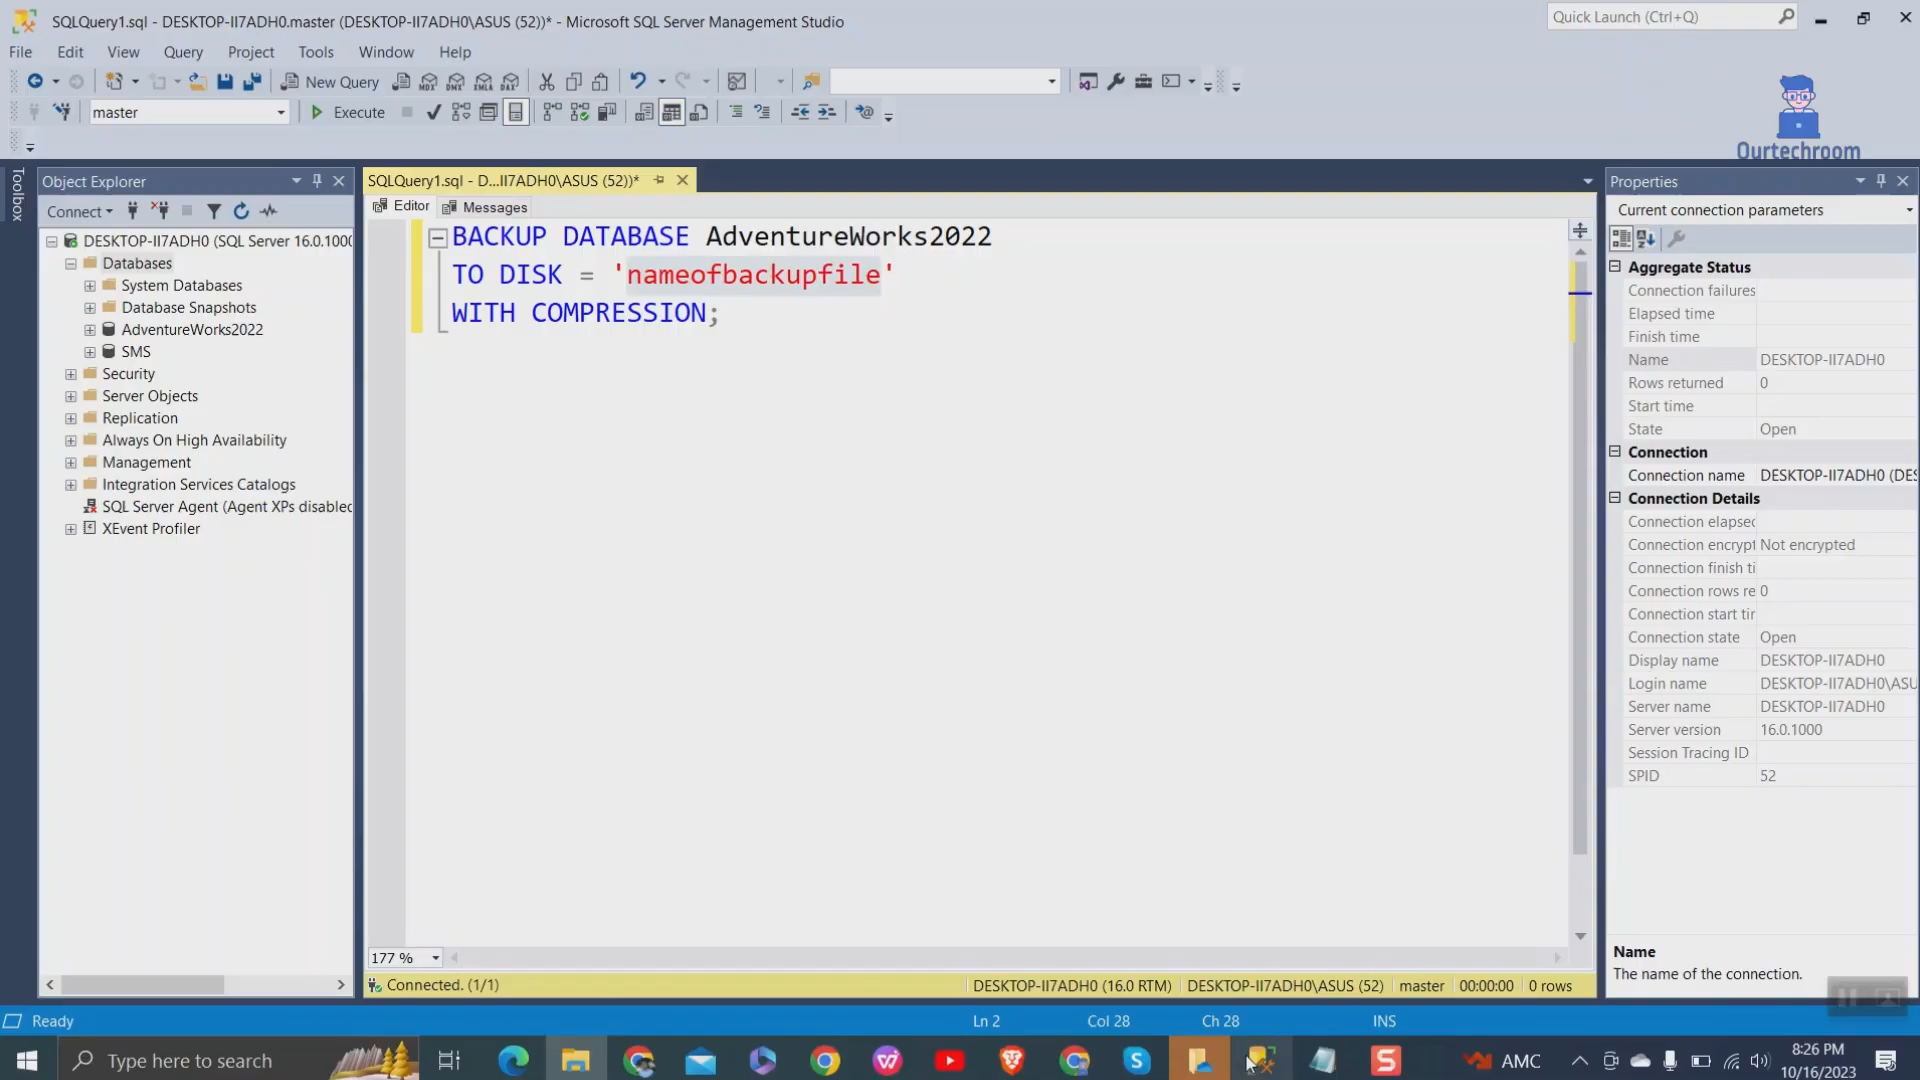 SQLQuery1.sql - DESKTOP-II7ADH0.master (DESKTOP-II7ADH0\ASUS (52))* - Microsoft SQL Server Management Studio
Quick Launch (Ctrl+Q)
File Edit View Query Project Tools Window Help
New Query
MDX DMX XMLA DAX
master
Execute
Ourtechroom
Toolbox
Object Explorer
Connect
DESKTOP-II7ADH0 (SQL Server 16.0.1000
Databases
System Databases
Database Snapshots
AdventureWorks2022
SMS
Security
Server Objects
Replication
Always On High Availability
Management
Integration Services Catalogs
SQL Server Agent (Agent XPs disabled
XEvent Profiler
SQLQuery1.sql - D...II7ADH0\ASUS (52))*
Editor
Messages
BACKUP DATABASE AdventureWorks2022
TO DISK = 'nameofbackupfile'
WITH COMPRESSION;
177 %
Connected. (1/1)
DESKTOP-II7ADH0 (16.0 RTM)
DESKTOP-II7ADH0\ASUS (52)
master
00:00:00
0 rows
Properties
Current connection parameters
Aggregate Status
Connection failures
Elapsed time
Finish time
Name DESKTOP-II7ADH0
Rows returned 0
Start time
State Open
Connection
Connection name DESKTOP-II7ADH0 (DES
Connection Details
Connection elapsed
Connection encrypt Not encrypted
Connection finish ti
Connection rows re 0
Connection start tir
Connection state Open
Display name DESKTOP-II7ADH0
Login name DESKTOP-II7ADH0\ASU
Server name DESKTOP-II7ADH0
Server version 16.0.1000
Session Tracing ID
SPID 52
Name
The name of the connection.
Ready
Ln 2
Col 28
Ch 28
INS
Type here to search
AMC
8:26 PM
10/16/2023